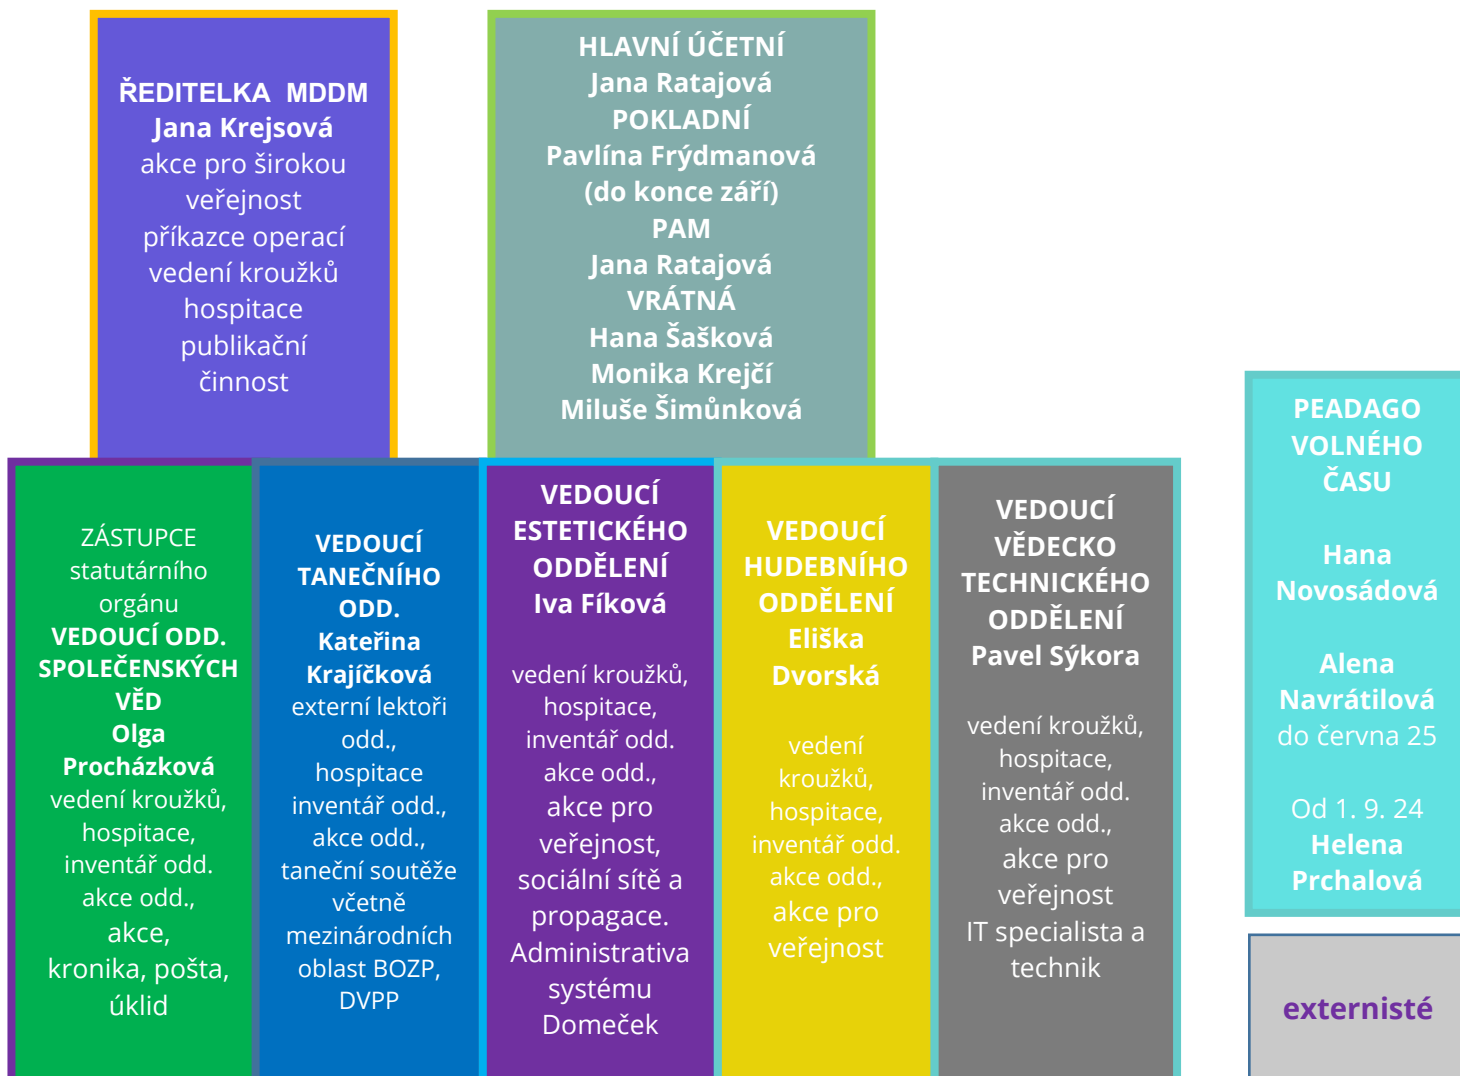 ŘEDITELKA  MDDM
Jana Krejsová
akce pro širokou
veřejnost
příkazce operací
vedení kroužků
hospitace
publikační
činnost
HLAVNÍ ÚČETNÍ
Jana Ratajová
POKLADNÍ
Pavlína Frýdmanová
(do konce září)
PAM
Jana Ratajová
VRÁTNÁ
Hana Šašková
Monika Krejčí
Miluše Šimůnková
ZÁSTUPCE
statutárního
orgánu
VEDOUCÍ ODD.
SPOLEČENSKÝCH
VĚD
Olga
Procházková
vedení kroužků,
hospitace,
inventář odd.
akce odd.,
akce,
kronika, pošta,
úklid
VEDOUCÍ
TANEČNÍHO
ODD.
Kateřina
Krajíčková
externí lektoři
odd.,
hospitace
inventář odd.,
akce odd.,
taneční soutěže
včetně
mezinárodních
oblast BOZP,
DVPP
VEDOUCÍ
ESTETICKÉHO
ODDĚLENÍ
Iva Fíková
vedení kroužků,
hospitace,
inventář odd.
akce odd.,
akce pro
veřejnost,
sociální sítě a
propagace.
Administrativa
systému
Domeček
VEDOUCÍ
HUDEBNÍHO
ODDĚLENÍ
Eliška
Dvorská
vedení
kroužků,
hospitace,
inventář odd.
akce odd.,
akce pro
veřejnost
VEDOUCÍ
VĚDECKO
TECHNICKÉHO
ODDĚLENÍ
Pavel Sýkora
vedení kroužků,
hospitace,
inventář odd.
akce odd.,
akce pro
veřejnost
IT specialista a
technik
PEADAGO
VOLNÉHO
ČASU
Hana
Novosádová
Alena
Navrátilová
do června 25
Od 1. 9. 24
Helena
Prchalová
externisté